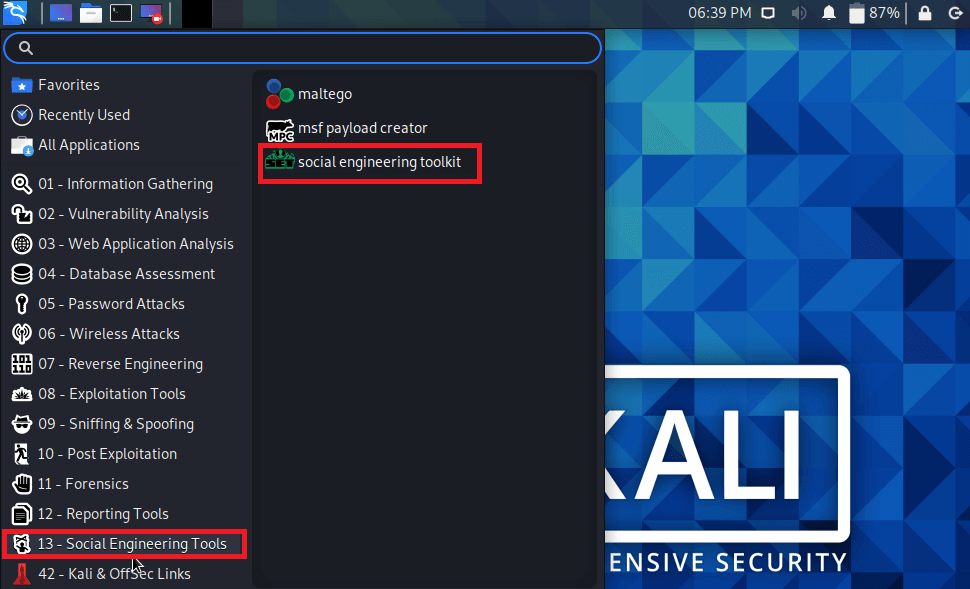 06:39 PM 87%
Favorites
Recently Used
All Applications
01 - Information Gathering
02 - Vulnerability Analysis
03 - Web Application Analysis
04 - Database Assessment
05 - Password Attacks
06 - Wireless Attacks
07 - Reverse Engineering
08 - Exploitation Tools
09 - Sniffing & Spoofing
10 - Post Exploitation
11 - Forensics
12 - Reporting Tools
13 - Social Engineering Tools
42 - Kali & OffSec Links
maltego
MPC msf payload creator
SET social engineering toolkit
KALI
ENSIVE SECURITY